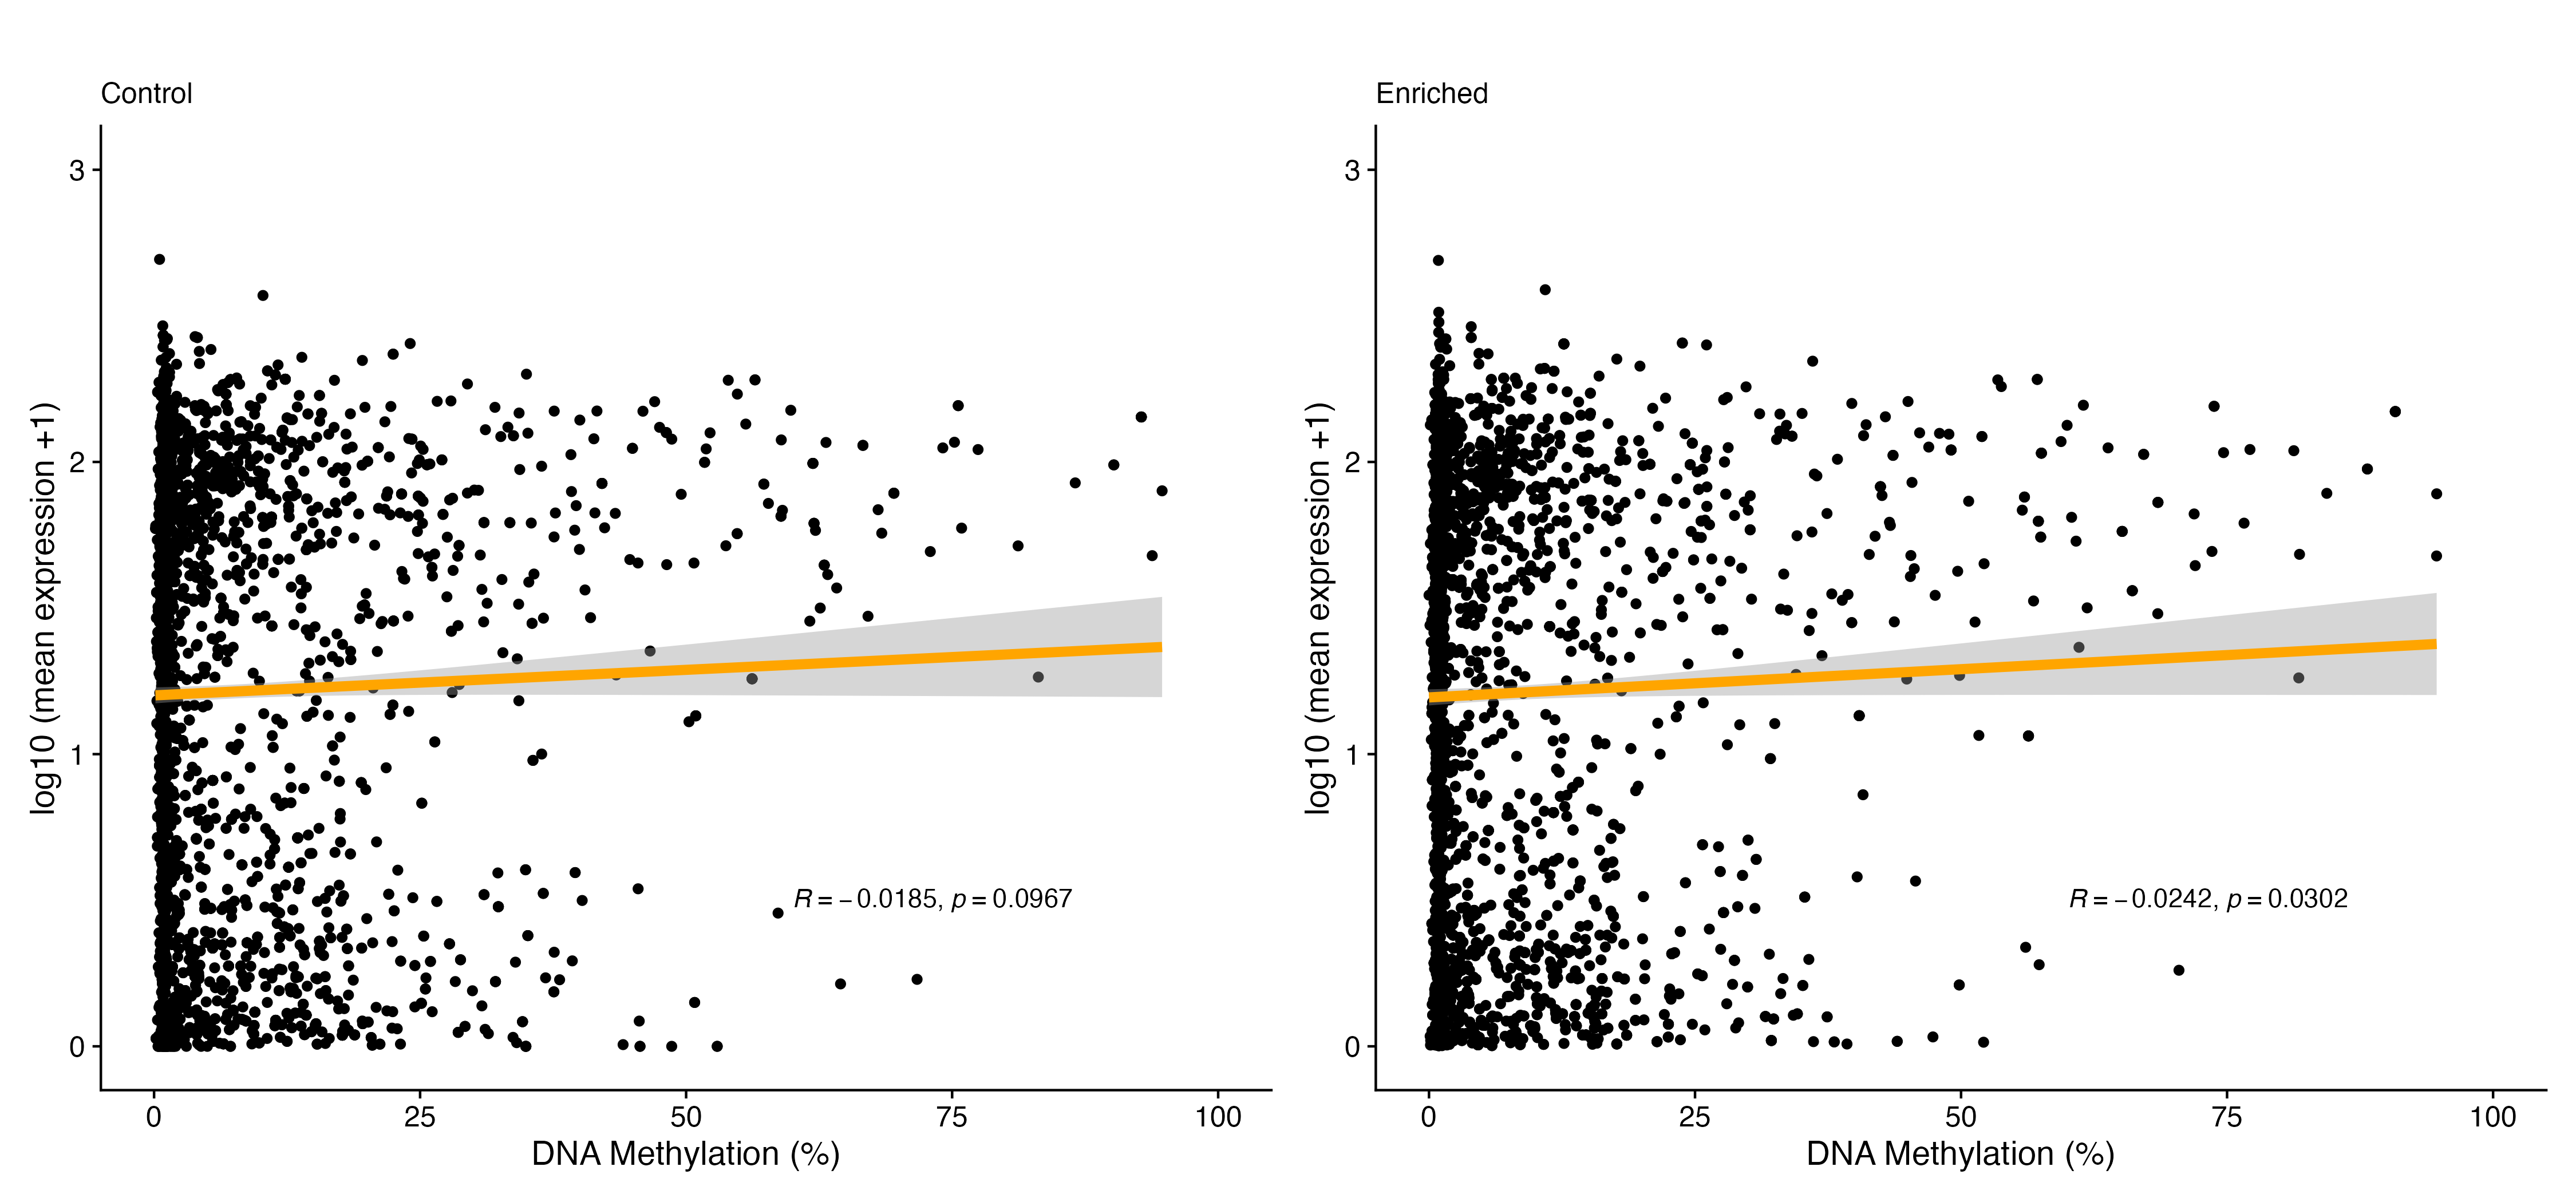 Control
3
2
1
0
log10 (mean expression +1)
R = −0.0185, p = 0.0967
0 25 50 75 100
DNA Methylation (%)
Enriched
3
2
1
0
log10 (mean expression +1)
R = −0.0242, p = 0.0302
0 25 50 75 100
DNA Methylation (%)